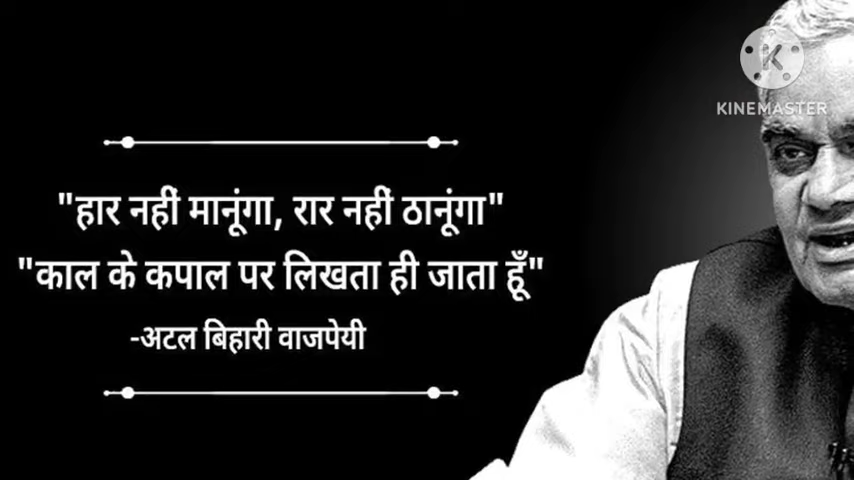 KINEMASTER
"हार नहीं मानूंगा, रार नहीं ठानूंगा"
"काल के कपाल पर लिखता ही जाता हूँ"
-अटल बिहारी वाजपेयी